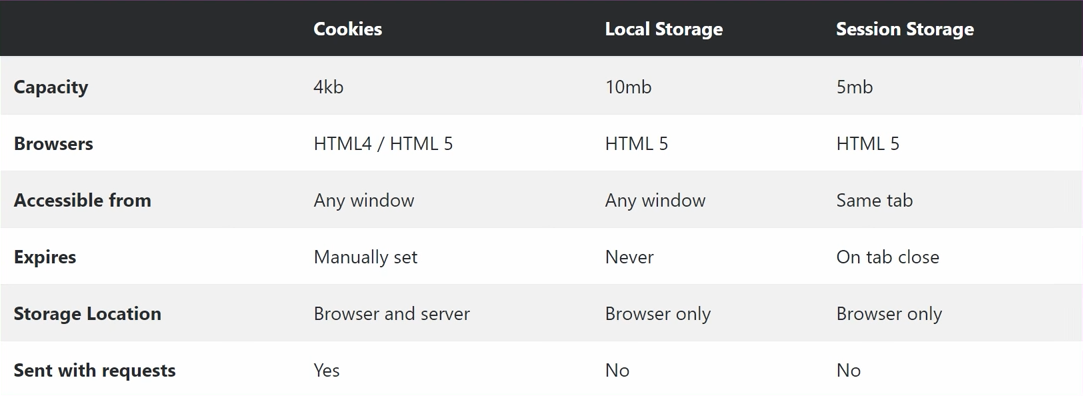 Cookies Local Storage Session Storage
Capacity 4kb 10mb 5mb
Browsers HTML4 / HTML 5 HTML 5 HTML 5
Accessible from Any window Any window Same tab
Expires Manually set Never On tab close
Storage Location Browser and server Browser only Browser only
Sent with requests Yes No No